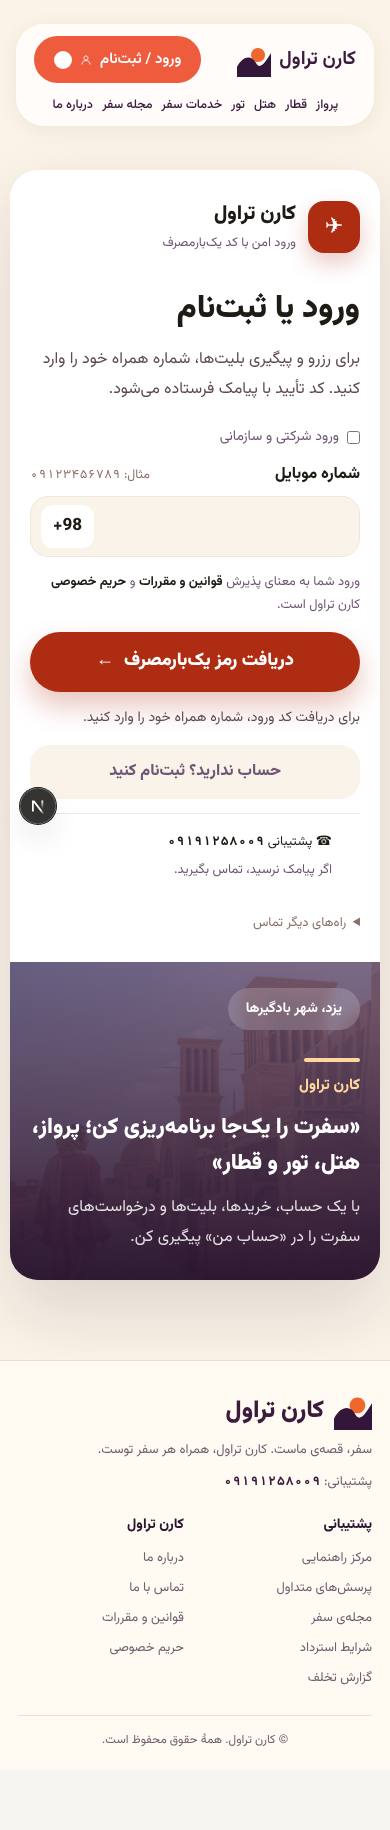 کارن تراول
ورود / ثبت‌نام
پرواز قطار هتل تور خدمات سفر مجله سفر درباره ما
کارن تراول
ورود امن با کد یک‌بارمصرف
ورود یا ثبت‌نام
برای رزرو و پیگیری بلیت‌ها، شماره همراه خود را وارد
کنید. کد تأیید با پیامک فرستاده می‌شود.
ورود شرکتی و سازمانی
شماره موبایل
مثال: ۰۹۱۲۳۴۵۶۷۸۹
+98
ورود شما به معنای پذیرش قوانین و مقررات و حریم خصوصی
کارن تراول است.
دریافت رمز یک‌بارمصرف ←
برای دریافت کد ورود، شماره همراه خود را وارد کنید.
حساب ندارید؟ ثبت‌نام کنید
N
☎ پشتیبانی ۰۹۱۹۱۲۵۸۰۰۹
اگر پیامک نرسید، تماس بگیرید.
راه‌های دیگر تماس
یزد، شهر بادگیرها
کارن تراول
«سفرت را یک‌جا برنامه‌ریزی کن؛ پرواز،
هتل، تور و قطار»
با یک حساب، خریدها، بلیت‌ها و درخواست‌های
سفرت را در «حساب من» پیگیری کن.
کارن تراول
سفر، قصه‌ی ماست. کارن تراول، همراه هر سفر توست.
پشتیبانی: ۰۹۱۹۱۲۵۸۰۰۹
پشتیبانی
مرکز راهنمایی
پرسش‌های متداول
مجله‌ی سفر
شرایط استرداد
گزارش تخلف
کارن تراول
درباره ما
تماس با ما
قوانین و مقررات
حریم خصوصی
© کارن تراول. همهٔ حقوق محفوظ است.